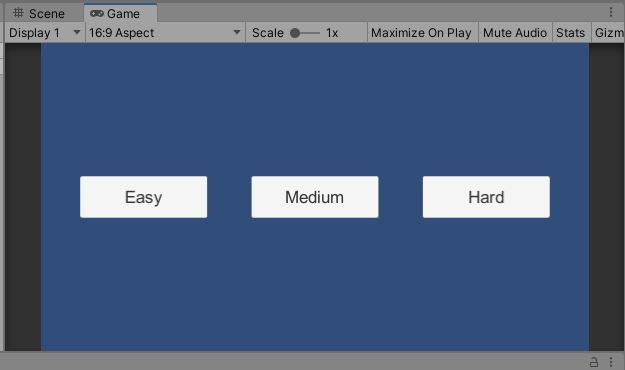 Scene Game
Display 1 16:9 Aspect Scale 1x Maximize On Play Mute Audio Stats Gizm
Easy Medium Hard